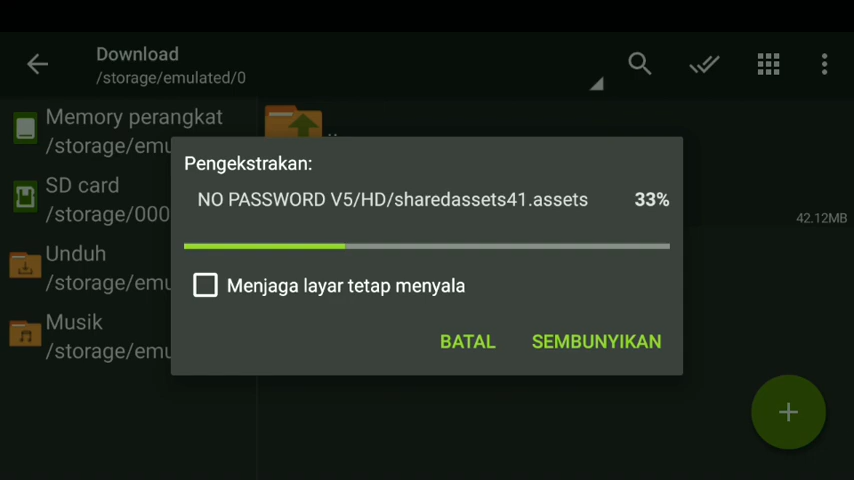 Download
/storage/emulated/0
Memory perangkat
/storage/emu
SD card
/storage/000
Unduh
/storage/emu
Musik
/storage/emu
..
42.12MB
Pengekstrakan:
NO PASSWORD V5/HD/sharedassets41.assets 33%
Menjaga layar tetap menyala
BATAL SEMBUNYIKAN